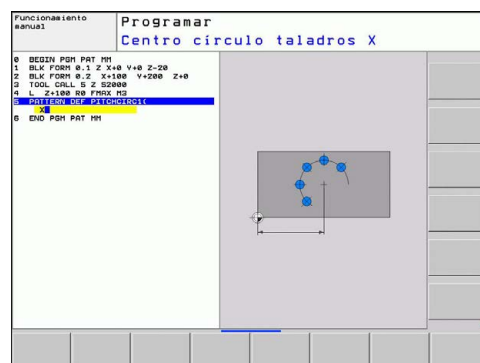 Funcionamiento
manual
Programar
Centro círculo taladros X
0 BEGIN PGM PAT MM
1 BLK FORM 0.1 Z X+0 Y+0 Z-20
2 BLK FORM 0.2 X+100 Y+200 Z+0
3 TOOL CALL 5 Z S2000
4 L Z+100 R0 FMAX M3
5 PATTERN DEF PITCHCIRC1(
X
6 END PGM PAT MM